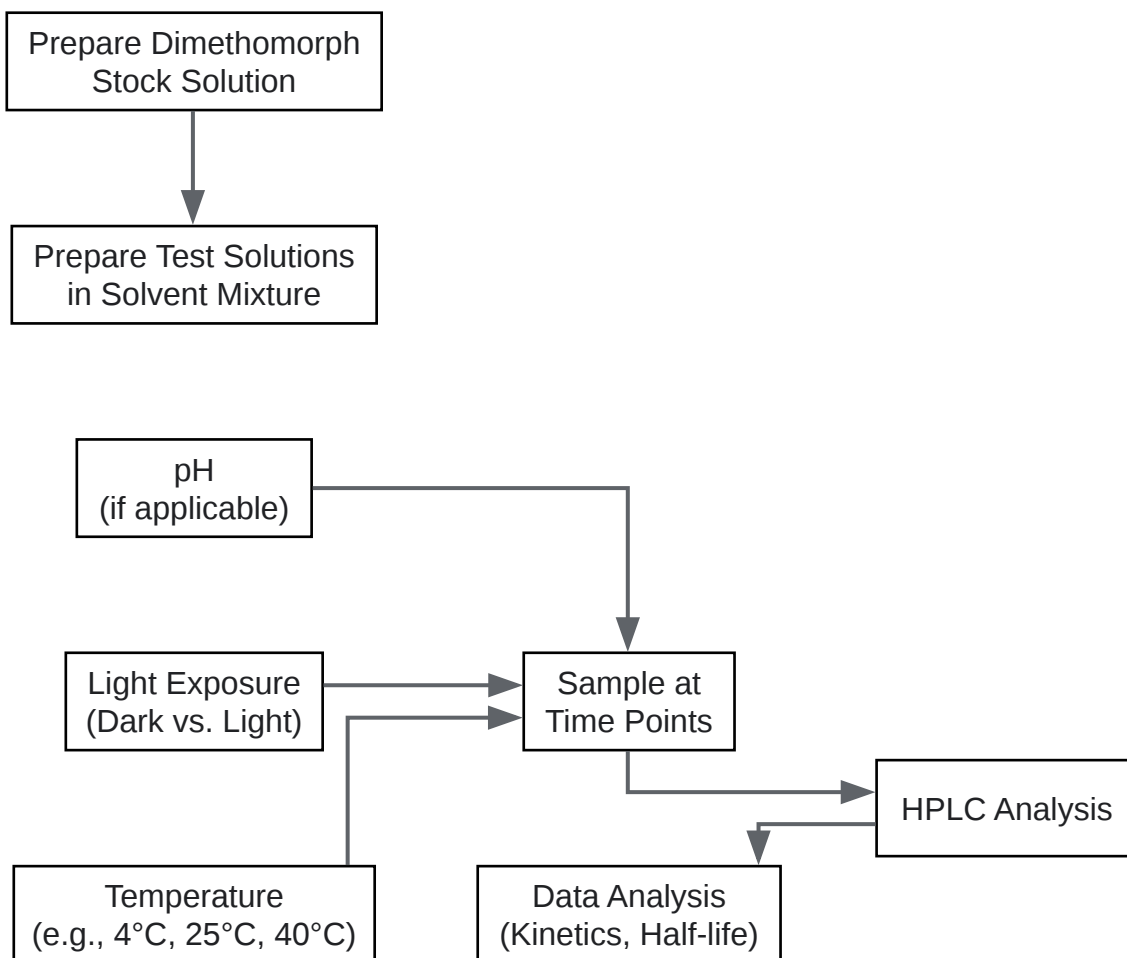 Prepare Dimethomorph
Stock Solution
Prepare Test Solutions
in Solvent Mixture
pH
(if applicable)
Light Exposure
(Dark vs. Light)
Sample at
Time Points
HPLC Analysis
Temperature
(e.g., 4°C, 25°C, 40°C)
Data Analysis
(Kinetics, Half-life)